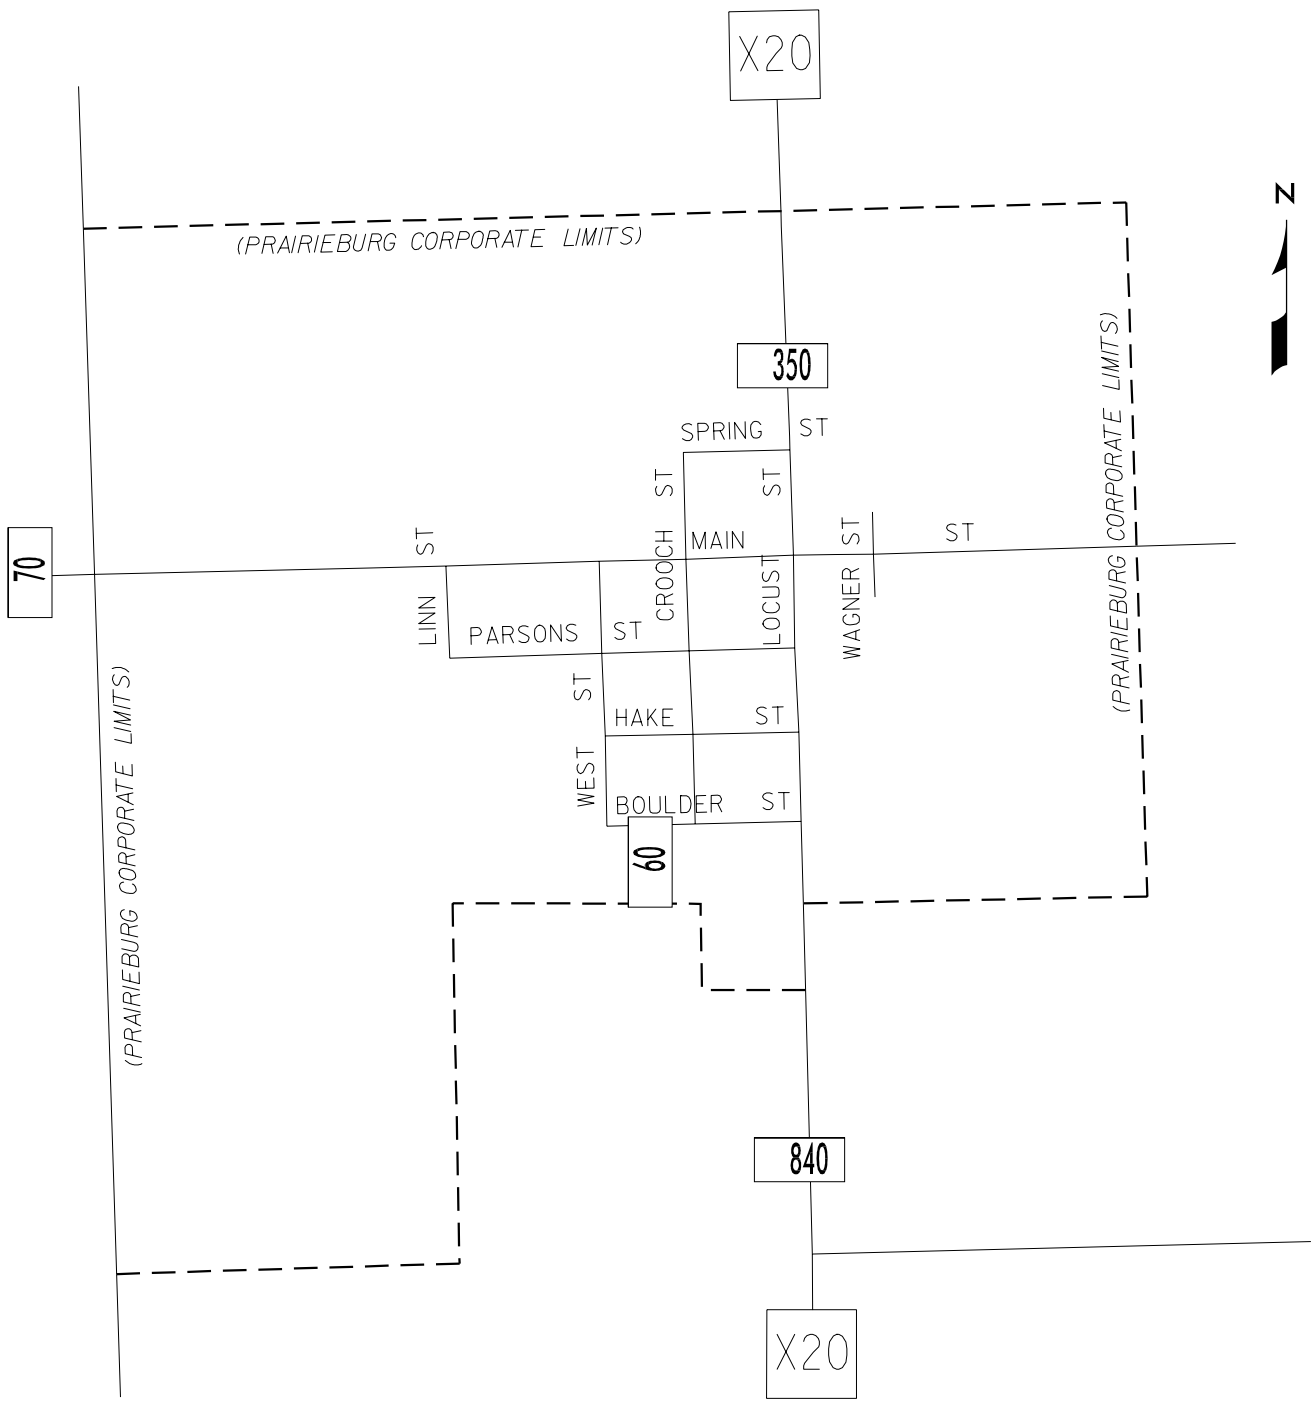 X20
N
(PRAIRIEBURG CORPORATE LIMITS)
(PRAIRIEBURG CORPORATE LIMITS)
350
SPRING ST
CROOCH ST
LOCUST ST
LINN ST
MAIN ST
WAGNER ST
70
PARSONS ST
(PRAIRIEBURG CORPORATE LIMITS)
WEST ST
HAKE ST
BOULDER ST
60
840
X20